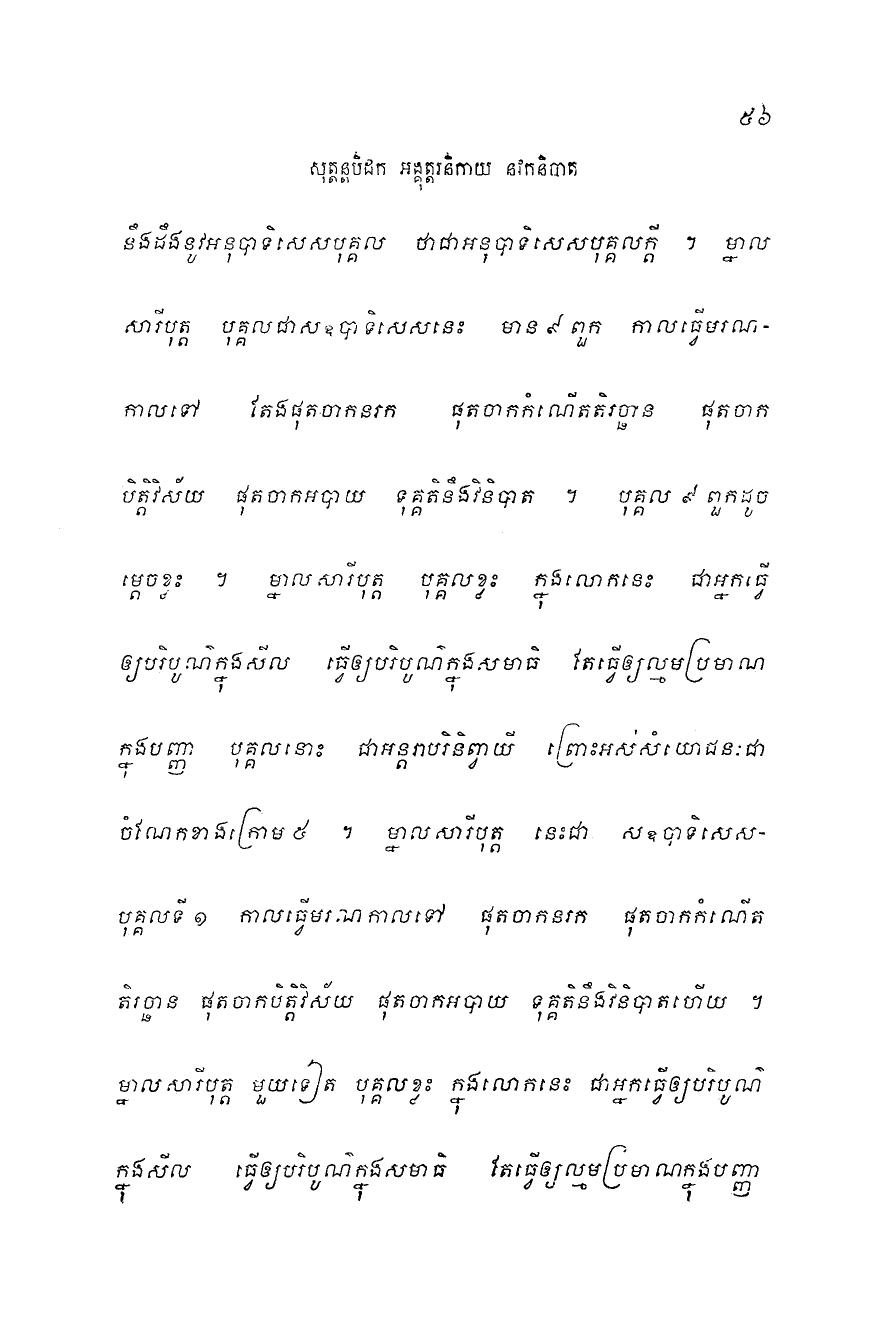 ៥៦
សុត្តន្តបិដក អង្គុត្តរនិកាយ នវកនិបាត
នឹងដឹងនូវអនុបាទិសេសបុគ្គល ថាជាអនុបាទិសេសបុគ្គលក្តី ។ ម្នាល
សារីបុត្ត បុគ្គលជាសឧបាទិសេសនេះ មាន ៩ ពួក កាលធ្វើមរណ-
កាលទៅ តែងផុតចាកនរក ផុតចាកកំណើតតិរច្ឆាន ផុតចាក
បិត្តិវិស័យ ផុតចាកអបាយ ទុគ្គតិនឹងវិនិបាត ។ បុគ្គល ៩ ពួកដូច
ម្តេចខ្លះ ។ ម្នាលសារីបុត្ត បុគ្គលខ្លះ ក្នុងលោកនេះ ជាអ្នកធ្វើ
ឲ្យបរិបូណ៌ក្នុងសីល ធ្វើឲ្យបរិបូណ៌ក្នុងសមាធិ តែធ្វើឲ្យល្មមប្រមាណ
ក្នុងបញ្ញា បុគ្គលនោះ ជាអន្តរាបរិនិព្វាយី ព្រោះអស់សំយោជនៈជា
ចំណែកខាងក្រោម ៥ ។ ម្នាលសារីបុត្ត នេះជា សឧបាទិសេស-
បុគ្គលទី ១ កាលធ្វើមរណកាលទៅ ផុតចាកនរក ផុតចាកកំណើត
តិរច្ឆាន ផុតចាកបិត្តិវិស័យ ផុតចាកអបាយ ទុគ្គតិនឹងវិនិបាតហើយ ។
ម្នាលសារីបុត្ត មួយទៀត បុគ្គលខ្លះ ក្នុងលោកនេះ ជាអ្នកធ្វើឲ្យបរិបូណ៌
ក្នុងសីល ធ្វើឲ្យបរិបូណ៌ក្នុងសមាធិ តែធ្វើឲ្យល្មមប្រមាណក្នុងបញ្ញា